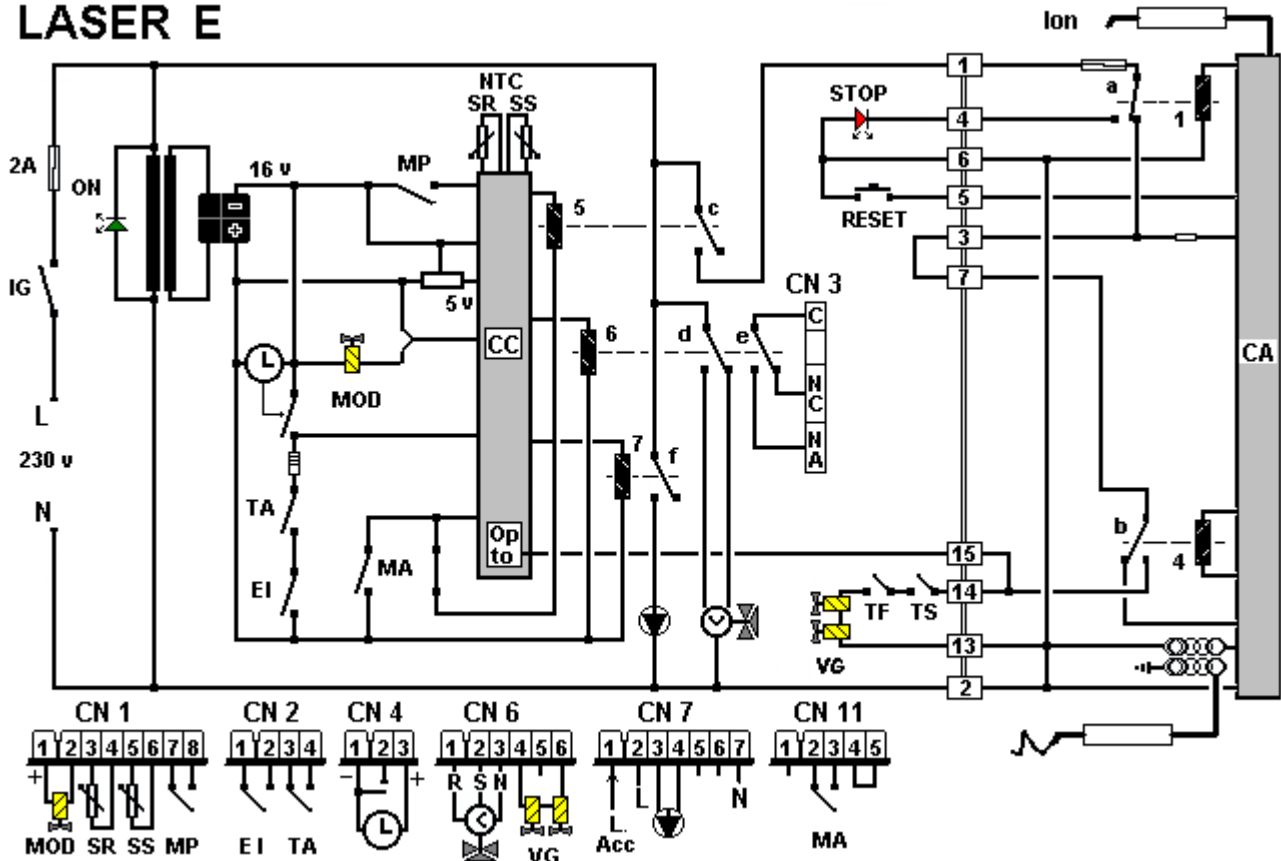 LASER E
Ion
2A
ON
IG
L
230 v
N
16 v
MP
NTC
SR SS
5 v
MOD
TA
EI
MA
CC
Op
to
5
6
7
c
d
e
f
CN 3
C
N
C
N
A
STOP
RESET
1
4
6
5
3
7
15
14
13
2
a
1
b
4
CA
TF TS
VG
CN 1
1 2 3 4 5 6 7 8
+
MOD SR SS MP
CN 2
1 2 3 4
EI TA
CN 4
1 2 3
- +
CN 6
1 2 3 4 5 6
R S N
VG
CN 7
1 2 3 4 5 6 7
L
N
L.
Acc
CN 11
1 2 3 4 5
MA